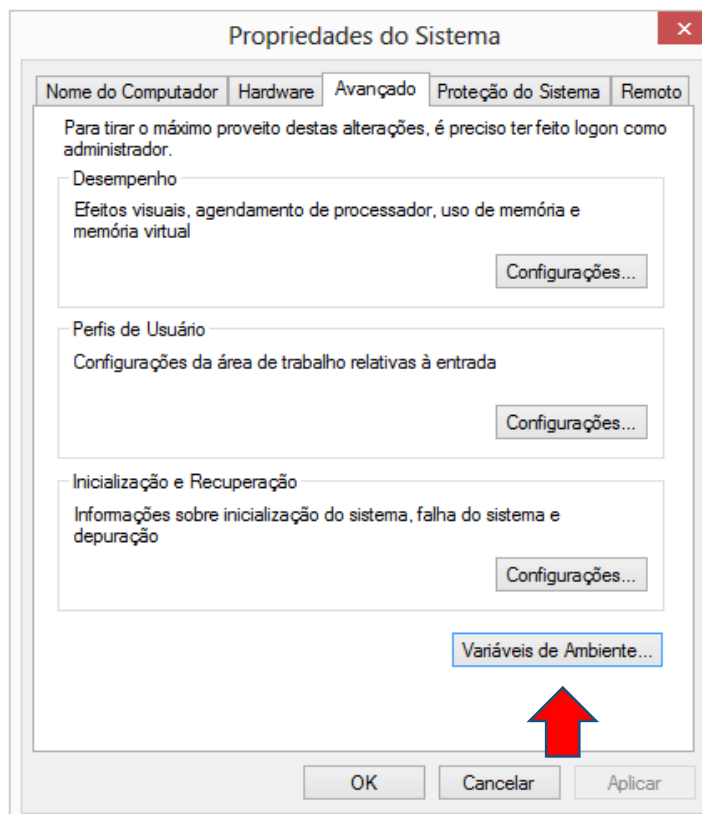 Propriedades do Sistema
Nome do Computador
Hardware
Avançado
Proteção do Sistema
Remoto
Para tirar o máximo proveito destas alterações, é preciso ter feito logon como
administrador.
Desempenho
Efeitos visuais, agendamento de processador, uso de memória e
memória virtual
Configurações...
Perfis de Usuário
Configurações da área de trabalho relativas à entrada
Configurações...
Inicialização e Recuperação
Informações sobre inicialização do sistema, falha do sistema e
depuração
Configurações...
Variáveis de Ambiente...
OK
Cancelar
Aplicar